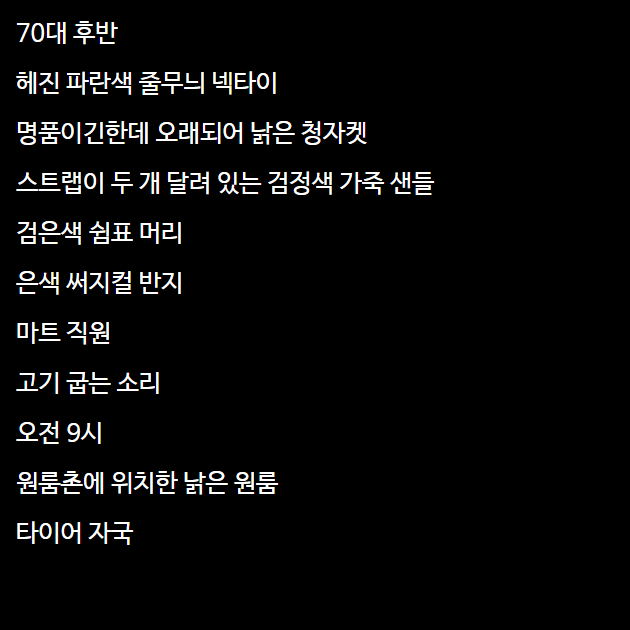 70대 후반
헤진 파란색 줄무늬 넥타이
명품이긴한데 오래되어 낡은 청자켓
스트랩이 두 개 달려 있는 검정색 가죽 샌들
검은색 쉼표 머리
은색 써지컬 반지
마트 직원
고기 굽는 소리
오전 9시
원룸촌에 위치한 낡은 원룸
타이어 자국